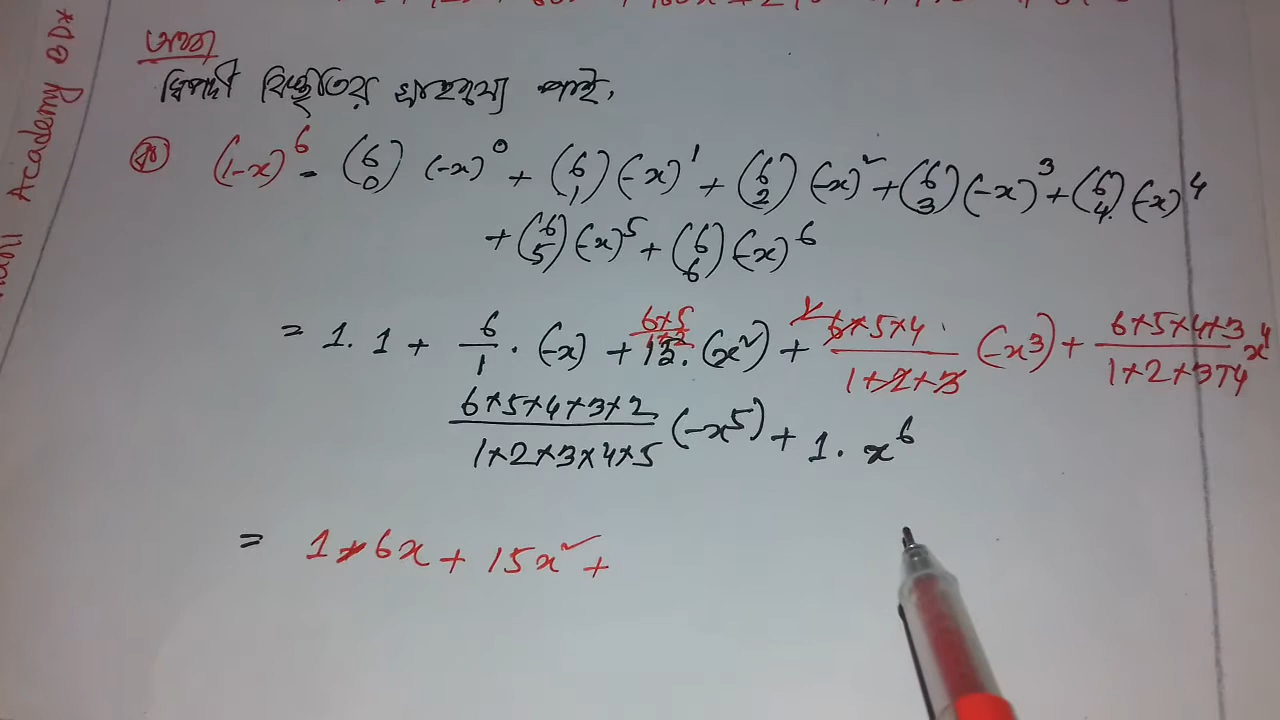 অথবা
দ্বিপদী বিস্তৃতির সাহায্যে পাই,
ক (1-x)^6 = (6 0) (-x)^0 + (6 1) (-x)^1 + (6 2) (-x)^2 + (6 3) (-x)^3 + (6 4) (-x)^4
+ (6 5) (-x)^5 + (6 6) (-x)^6
= 1. 1 + 6/1 . (-x) + (6×5)/(1×2) . (x^2) + (6×5×4)/(1×2×3) (-x^3) + (6×5×4×3)/(1×2×3×4) x^4
(6×5×4×3×2)/(1×2×3×4×5) (-x^5) + 1. x^6
= 1 - 6x + 15x^2 +
Academy BD*